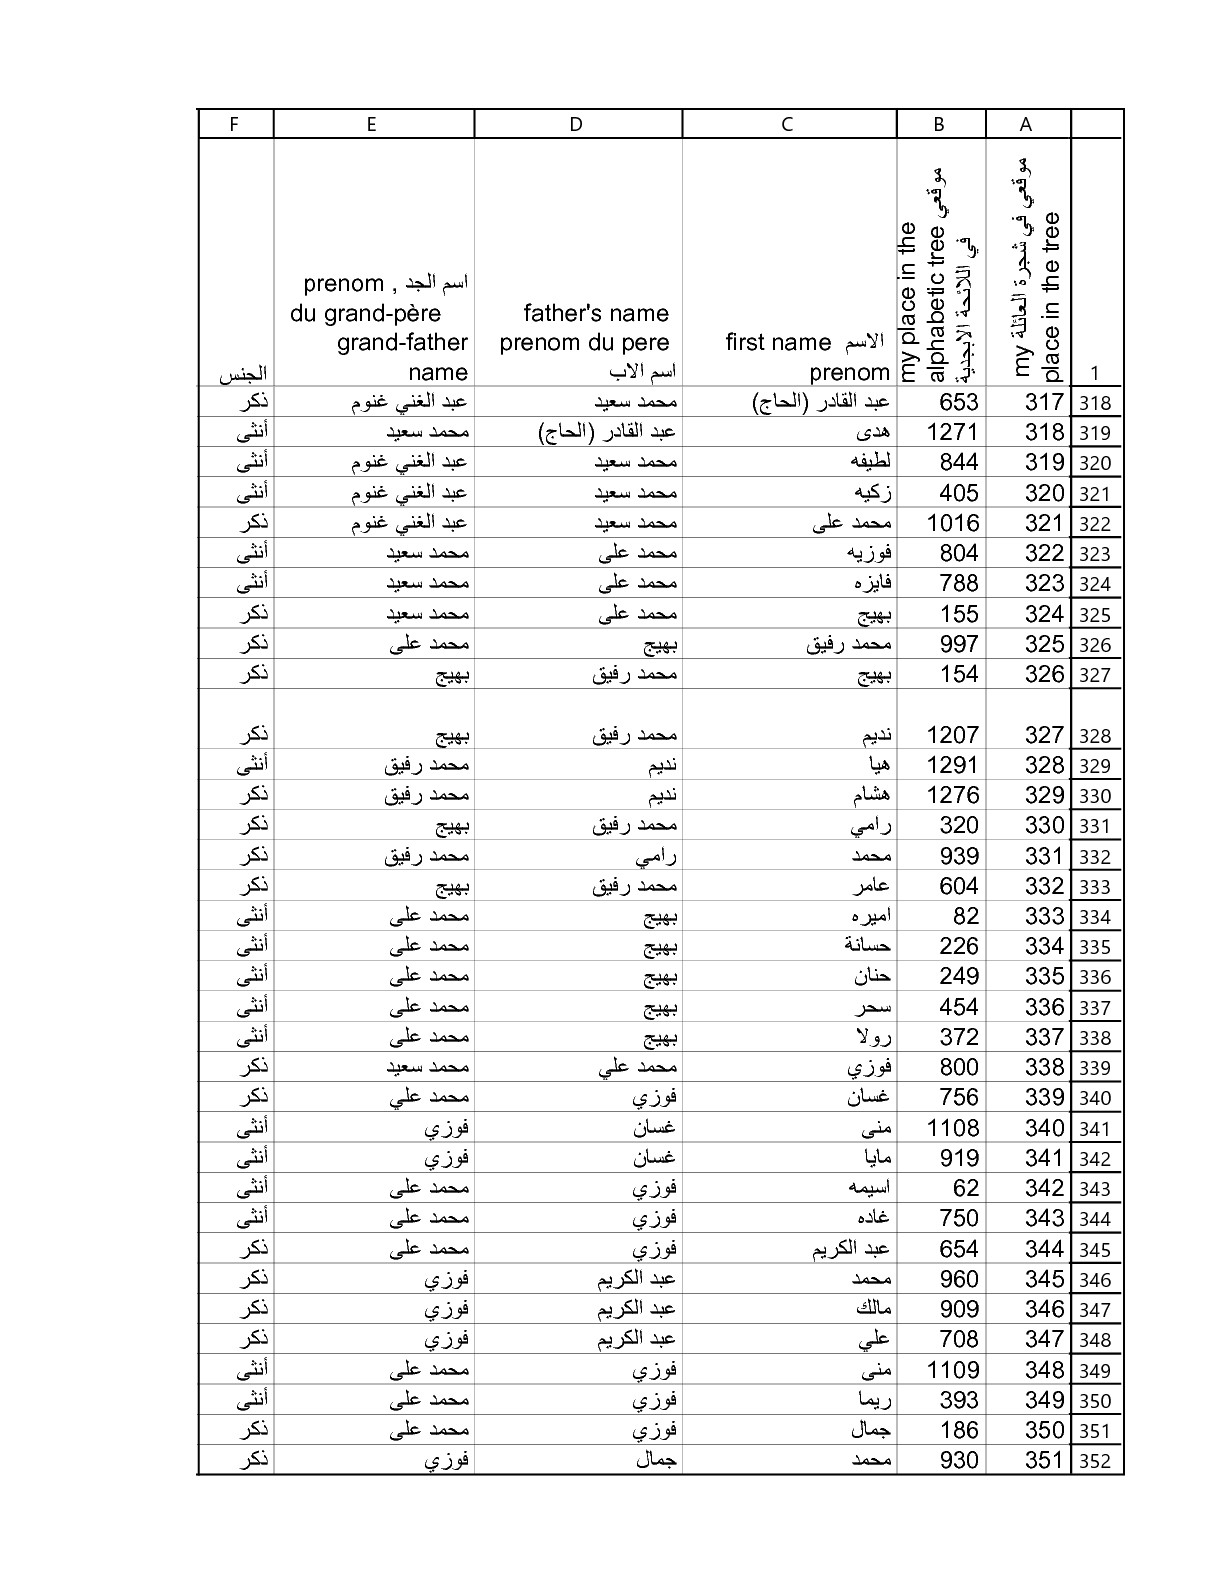 A B C D E F
1 موقعي في شجرة العائلة my place in the tree my place in the alphabetic tree موقعي في اللائحة الابجدية first name الاسم prenom father's name prenom du pere اسم الاب prenom , اسم الجد du grand-père grand-father name الجنس
318 317 653 عبد القادر (الحاج) محمد سعيد عبد الغني غنوم ذكر
319 318 1271 هدى عبد القادر (الحاج) محمد سعيد أنثى
320 319 844 لطيفه محمد سعيد عبد الغني غنوم أنثى
321 320 405 زكيه محمد سعيد عبد الغني غنوم أنثى
322 321 1016 محمد على محمد سعيد عبد الغني غنوم ذكر
323 322 804 فوزيه محمد على محمد سعيد أنثى
324 323 788 فايزه محمد على محمد سعيد أنثى
325 324 155 بهيج محمد على محمد سعيد ذكر
326 325 997 محمد رفيق بهيج محمد على ذكر
327 326 154 بهيج محمد رفيق بهيج ذكر
328 327 1207 نديم محمد رفيق بهيج ذكر
329 328 1291 هيا نديم محمد رفيق أنثى
330 329 1276 هشام نديم محمد رفيق ذكر
331 330 320 رامي محمد رفيق بهيج ذكر
332 331 939 محمد رامي محمد رفيق ذكر
333 332 604 عامر محمد رفيق بهيج ذكر
334 333 82 اميره بهيج محمد على أنثى
335 334 226 حسانة بهيج محمد على أنثى
336 335 249 حنان بهيج محمد على أنثى
337 336 454 سحر بهيج محمد على أنثى
338 337 372 رولا بهيج محمد على أنثى
339 338 800 فوزي محمد علي محمد سعيد ذكر
340 339 756 غسان فوزي محمد علي ذكر
341 340 1108 منى غسان فوزي أنثى
342 341 919 مايا غسان فوزي أنثى
343 342 62 اسيمه فوزي محمد على أنثى
344 343 750 غاده فوزي محمد على أنثى
345 344 654 عبد الكريم فوزي محمد على ذكر
346 345 960 محمد عبد الكريم فوزي ذكر
347 346 909 مالك عبد الكريم فوزي ذكر
348 347 708 علي عبد الكريم فوزي ذكر
349 348 1109 منى فوزي محمد على أنثى
350 349 393 ريما فوزي محمد على أنثى
351 350 186 جمال فوزي محمد على ذكر
352 351 930 محمد جمال فوزي ذكر